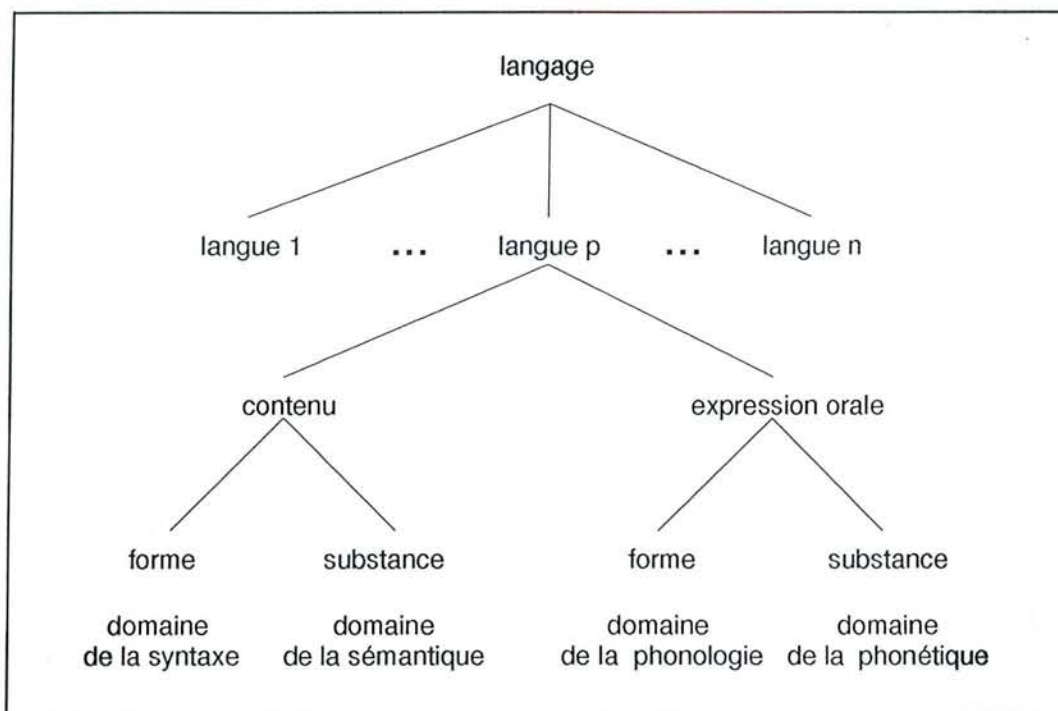 langage
langue 1 ... langue p ... langue n
contenu expression orale
forme substance forme substance
domaine domaine domaine domaine
de la syntaxe de la sémantique de la phonologie de la phonétique